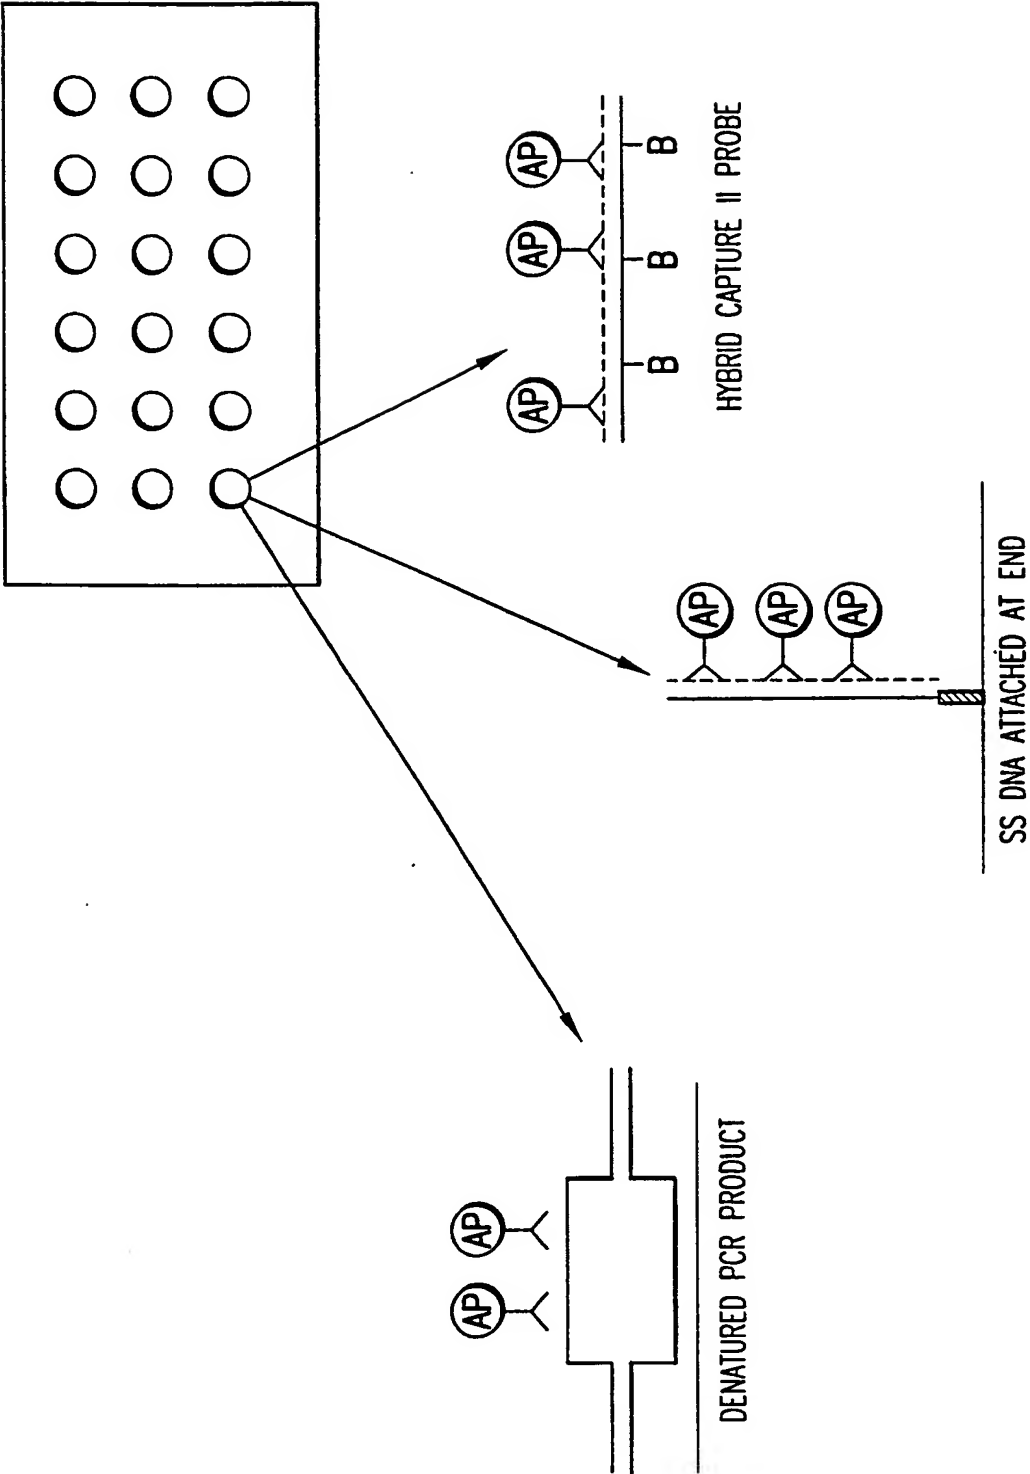 AP AP
DENATURED PCR PRODUCT
AP
AP
AP
SS DNA ATTACHED AT END
AP AP AP
B B B
HYBRID CAPTURE II PROBE